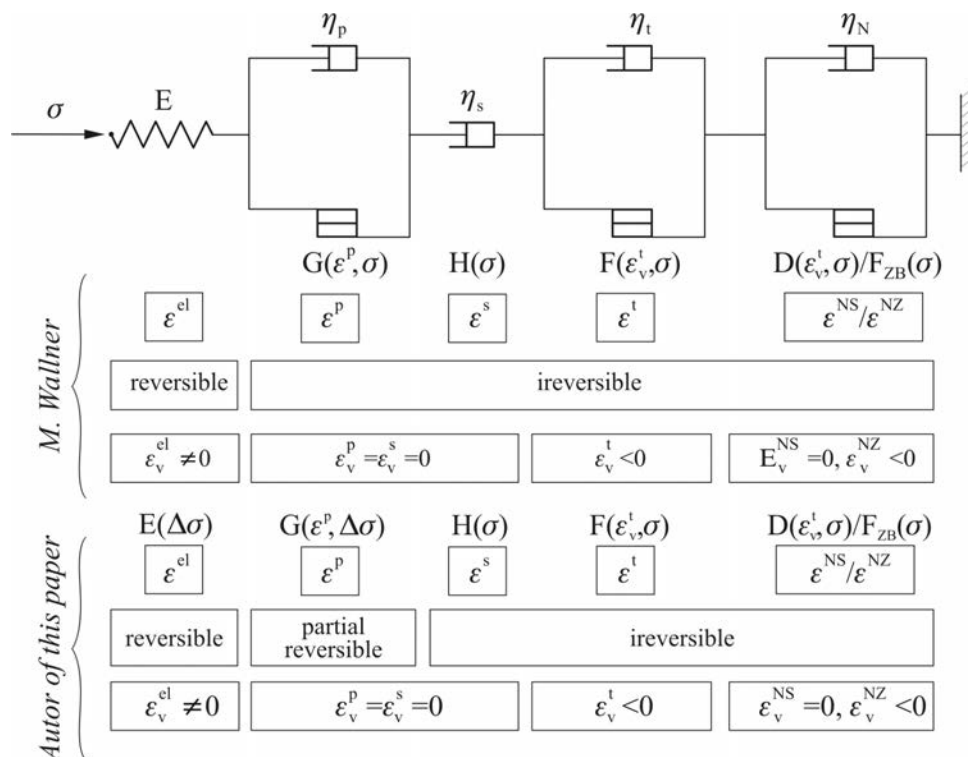 η_p η_t η_N
σ E η_s
G(ε^p,σ) H(σ) F(ε_v^t,σ) D(ε_v^t,σ)/F_ZB(σ)
M. Wallner
ε^el ε^p ε^s ε^t ε^NS/ε^NZ
reversible ireversible
ε_v^el ≠0 ε_v^p =ε_v^s =0 ε_v^t <0 E_v^NS =0, ε_v^NZ <0
E(Δσ) G(ε^p, Δσ) H(σ) F(ε_v^t,σ) D(ε_v^t,σ)/F_ZB(σ)
Autor of this paper
ε^el ε^p ε^s ε^t ε^NS/ε^NZ
reversible partial reversible ireversible
ε_v^el ≠0 ε_v^p =ε_v^s =0 ε_v^t <0 ε_v^NS =0, ε_v^NZ <0